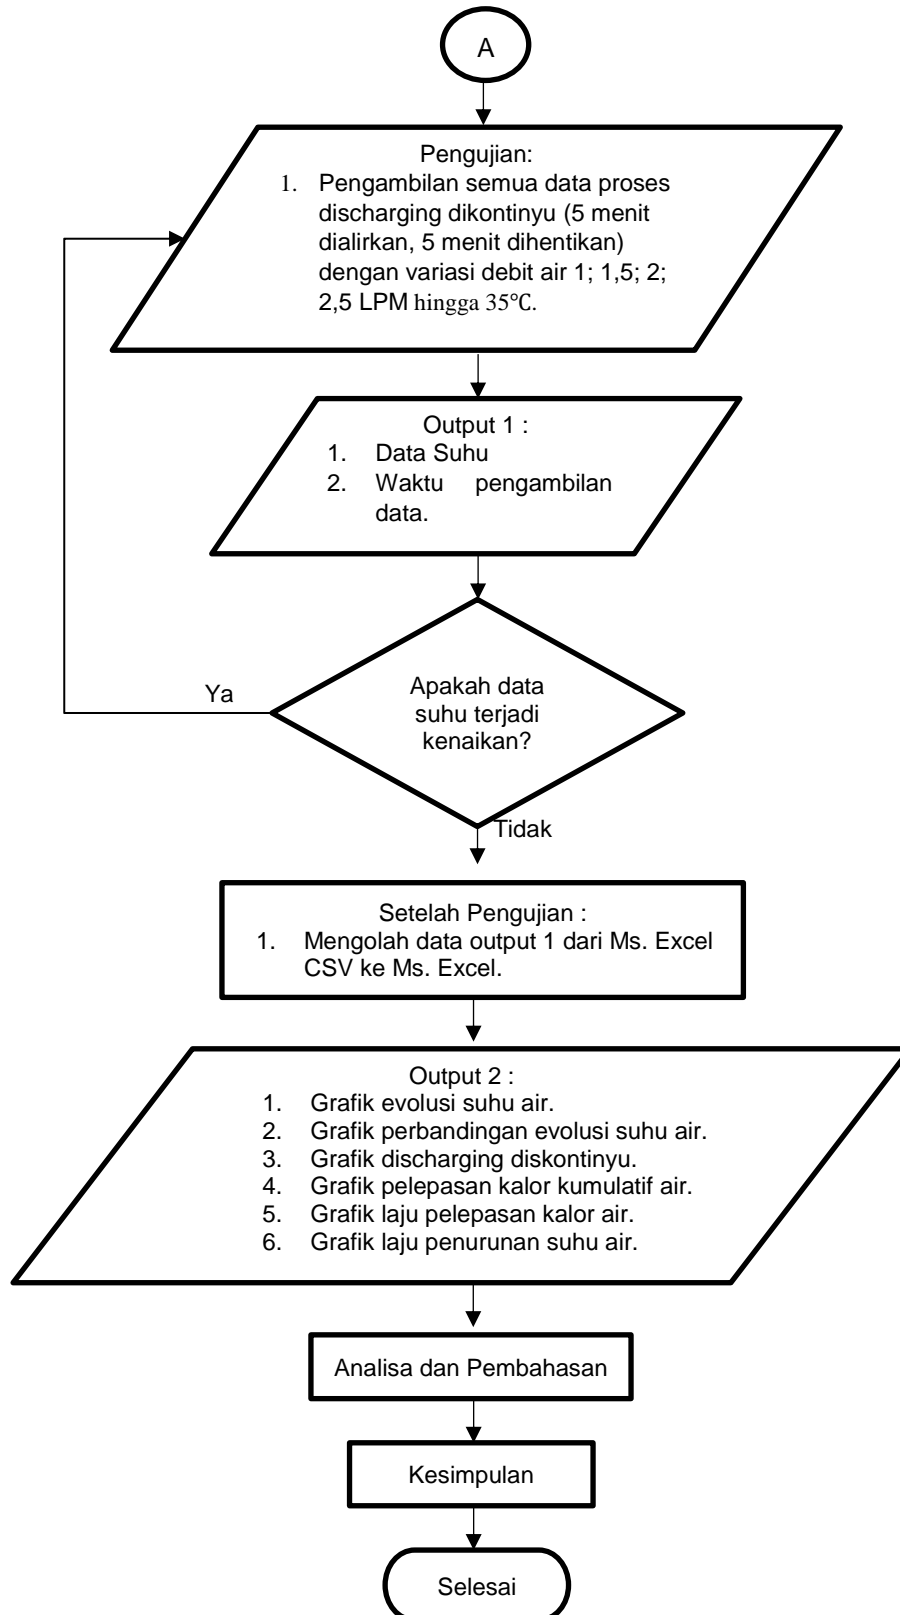 A
Pengujian:
1. Pengambilan semua data proses
discharging dikontinyu (5 menit
dialirkan, 5 menit dihentikan)
dengan variasi debit air 1; 1,5; 2;
2,5 LPM hingga 35℃.
Output 1 :
1. Data Suhu
2. Waktu pengambilan
data.
Apakah data
suhu terjadi
kenaikan?
Ya
Tidak
Setelah Pengujian :
1. Mengolah data output 1 dari Ms. Excel
CSV ke Ms. Excel.
Output 2 :
1. Grafik evolusi suhu air.
2. Grafik perbandingan evolusi suhu air.
3. Grafik discharging diskontinyu.
4. Grafik pelepasan kalor kumulatif air.
5. Grafik laju pelepasan kalor air.
6. Grafik laju penurunan suhu air.
Analisa dan Pembahasan
Kesimpulan
Selesai